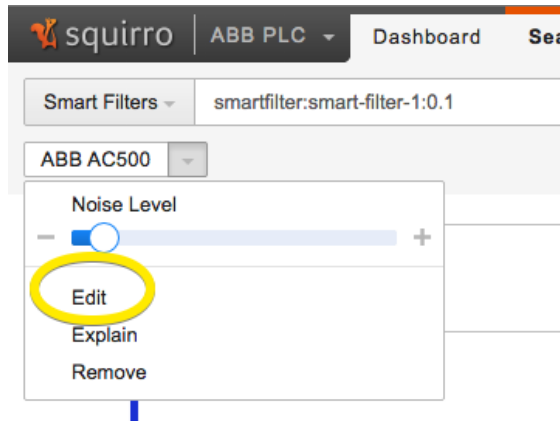 squirro ABB PLC Dashboard Sea
Smart Filters smartfilter:smart-filter-1:0.1
ABB AC500
Noise Level
Edit
Explain
Remove